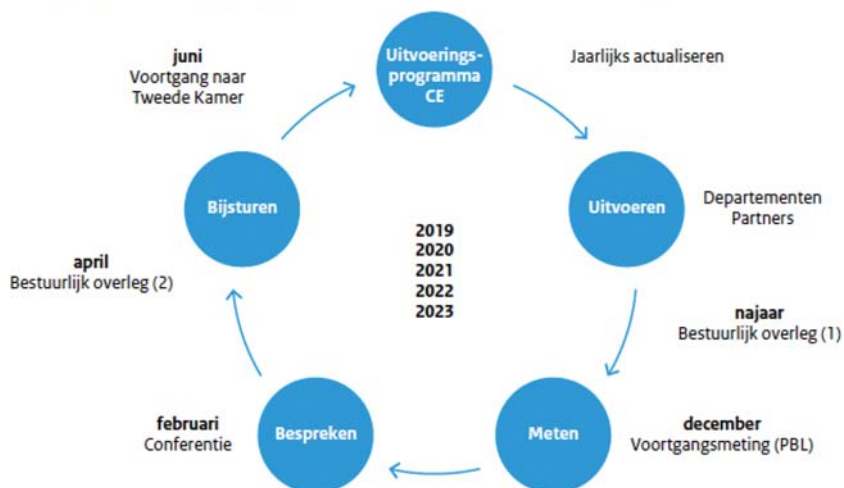 Uitvoerings-
programma
CE
Jaarlijks actualiseren
Uitvoeren
Departementen
Partners
najaar
Bestuurlijk overleg (1)
Meten
december
Voortgangsmeting (PBL)
Bespreken
februari
Conferentie
april
Bestuurlijk overleg (2)
Bijsturen
juni
Voortgang naar
Tweede Kamer
2019
2020
2021
2022
2023